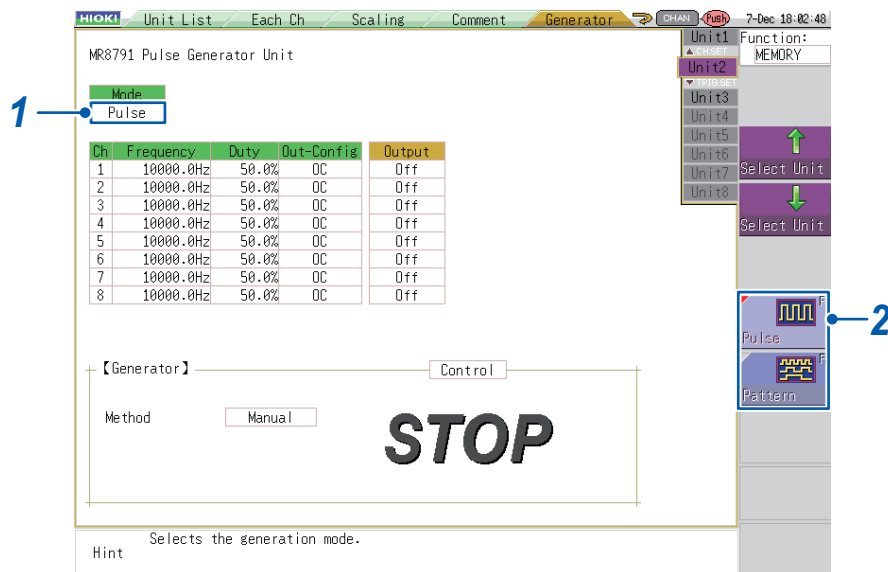 HIOKI Unit List Each Ch Scaling Comment Generator CHAN Push 7-Dec 18:02:48
Unit1 Function:
▲CHSET MEMORY
MR8791 Pulse Generator Unit
Unit2
▼TRIGSET
Mode
Unit3
1 Pulse
Unit4
Unit5
Unit6
Unit7 Select Unit
Unit8
Select Unit
Ch Frequency Duty Out-Config Output
1 10000.0Hz 50.0% OC Off
2 10000.0Hz 50.0% OC Off
3 10000.0Hz 50.0% OC Off
4 10000.0Hz 50.0% OC Off
5 10000.0Hz 50.0% OC Off
6 10000.0Hz 50.0% OC Off
7 10000.0Hz 50.0% OC Off
8 10000.0Hz 50.0% OC Off
F
Pulse
2
F
Pattern
【Generator】 Control
Method Manual
STOP
Selects the generation mode.
Hint